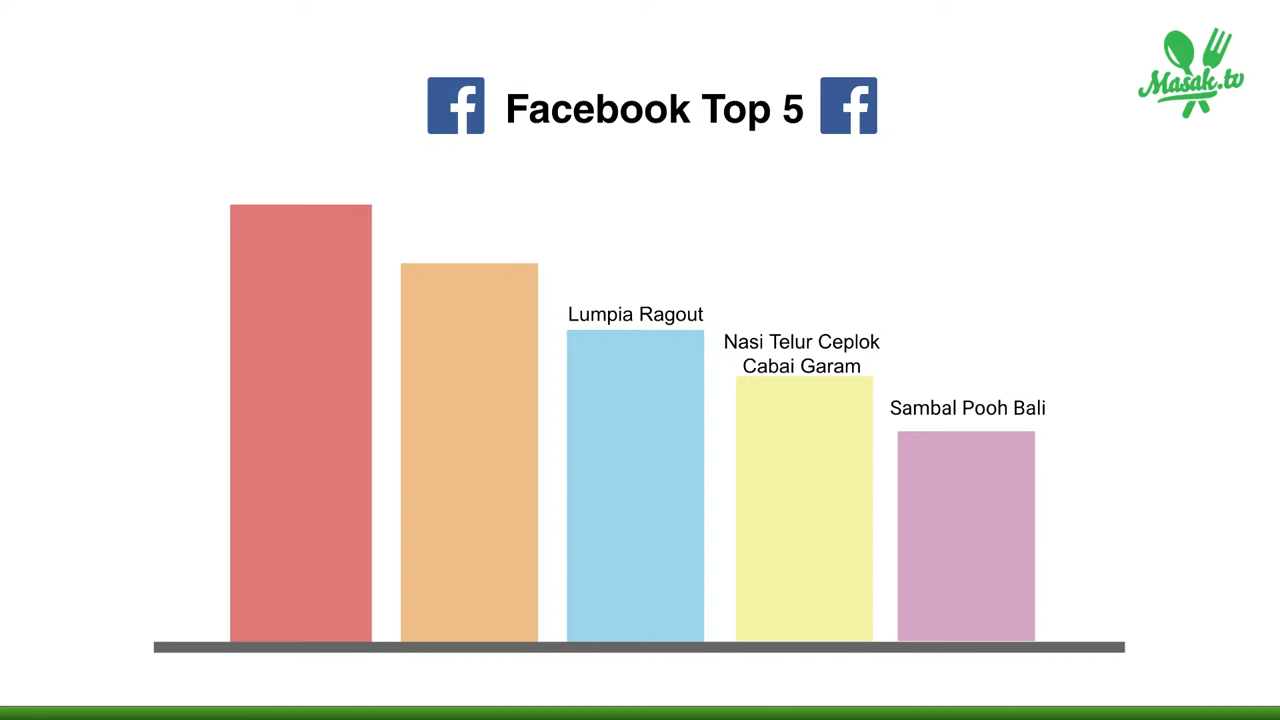 Masak.tv
Facebook Top 5
Lumpia Ragout
Nasi Telur Ceplok
Cabai Garam
Sambal Pooh Bali